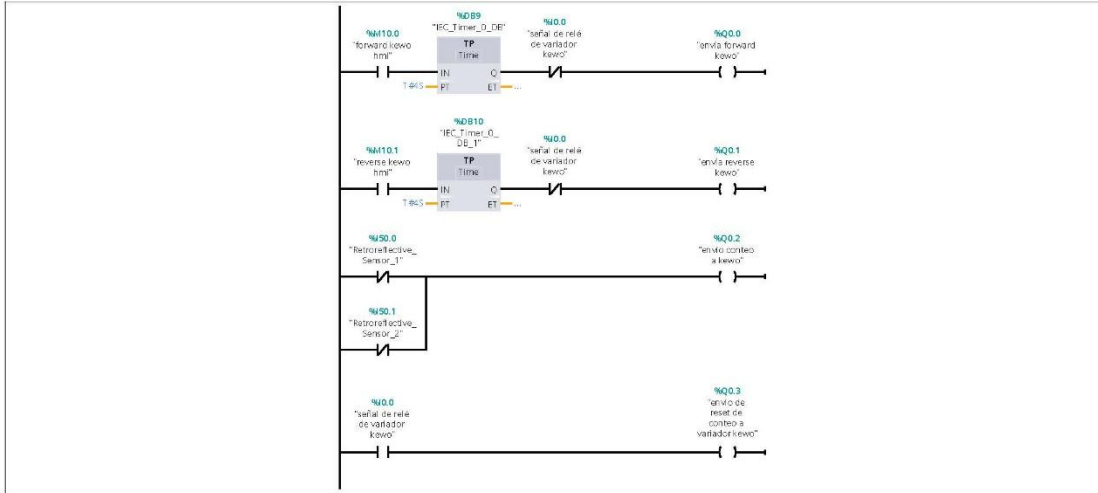 %DB9
"IEC_Timer_0_DB"
%M10.0
"forward kewo
hmi"
TP
Time
IN
Q
T#4S
PT
ET
...
%I0.0
"señal de relé
de variador
kewo"
%Q0.0
"envía forward
kewo"
%DB10
"IEC_Timer_0_
DB_1"
%M10.1
"reverse kewo
hmi"
TP
Time
IN
Q
T#4S
PT
ET
...
%I0.0
"señal de relé
de variador
kewo"
%Q0.1
"envía reverse
kewo"
%I50.0
"Retroreflective_
Sensor_1"
%Q0.2
"envio conteo
a kewo"
%I50.1
"Retroreflective_
Sensor_2"
%I0.0
"señal de relé
de variador
kewo"
%Q0.3
"envio de
reset de
conteo a
variador kewo"